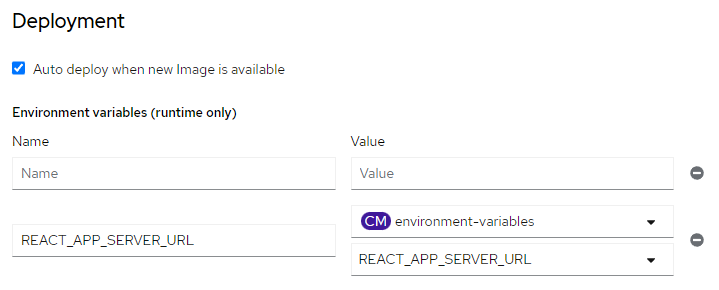 Deployment
Auto deploy when new Image is available
Environment variables (runtime only)
Name Value
Name Value
CM environment-variables
REACT_APP_SERVER_URL
REACT_APP_SERVER_URL